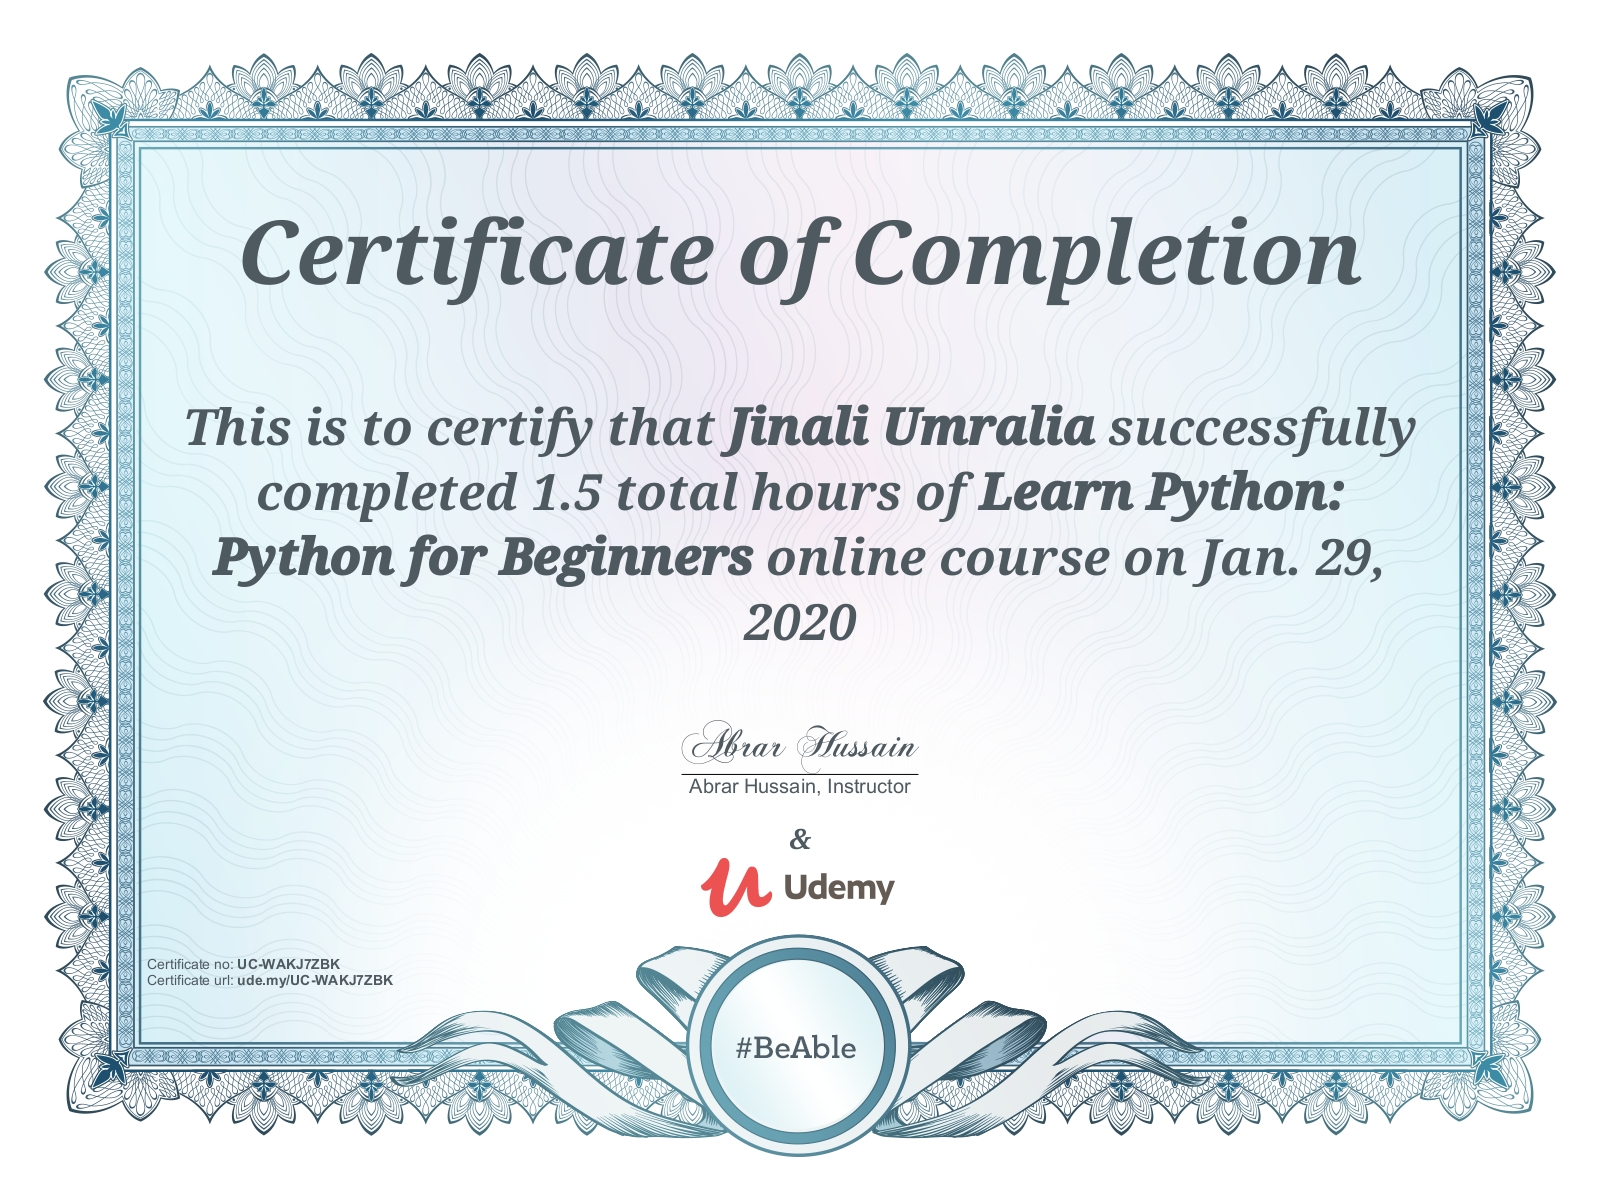 Certificate of Completion
This is to certify that Jinali Umralia successfully
completed 1.5 total hours of Learn Python:
Python for Beginners online course on Jan. 29,
2020
Abrar Hussain
Abrar Hussain, Instructor
&
Udemy
Certificate no: UC-WAKJ7ZBK
Certificate url: ude.my/UC-WAKJ7ZBK
#BeAble